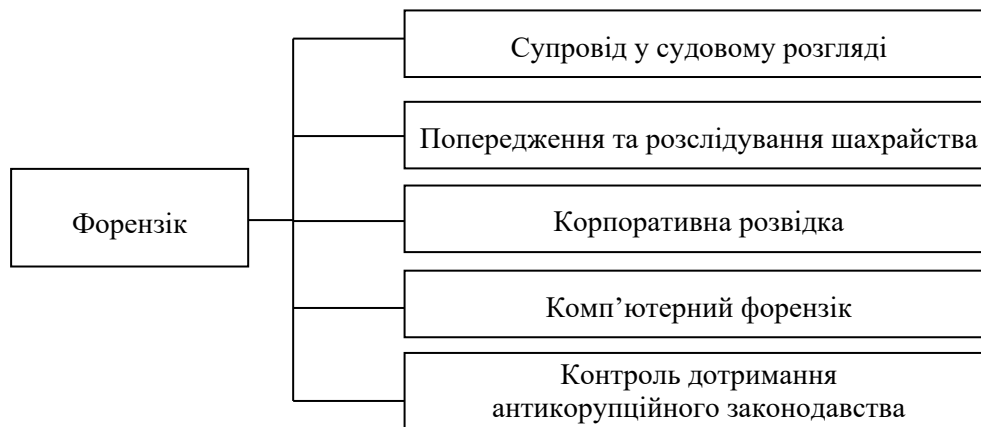 Форензік
Супровід у судовому розгляді
Попередження та розслідування шахрайства
Корпоративна розвідка
Комп’ютерний форензік
Контроль дотримання
антикорупційного законодавства